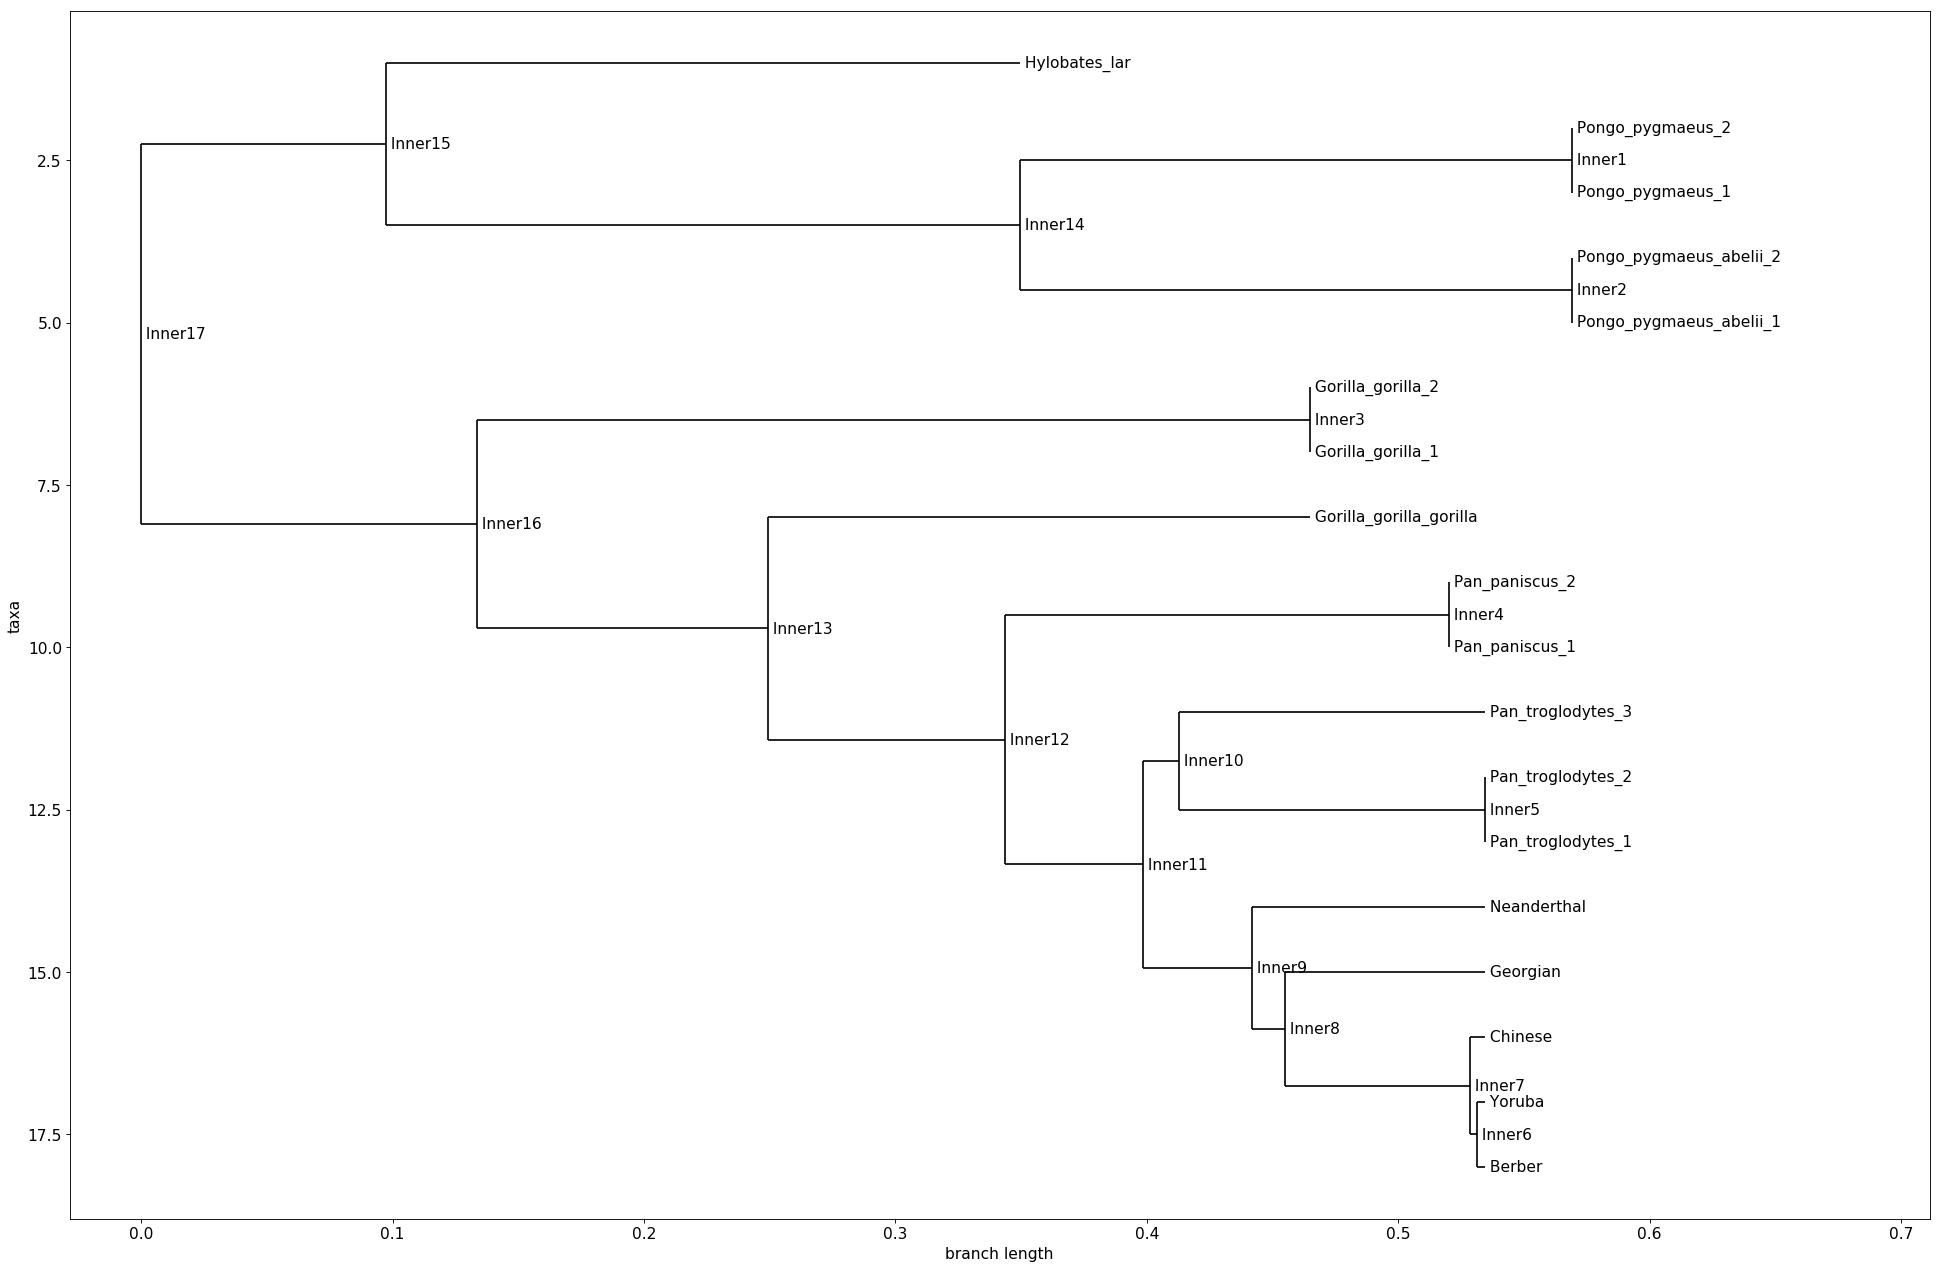 Hylobates_lar
Pongo_pygmaeus_2
Inner15
2.5
Inner1
Pongo_pygmaeus_1
Inner14
Pongo_pygmaeus_abelii_2
Inner2
5.0
Pongo_pygmaeus_abelii_1
Inner17
Gorilla_gorilla_2
Inner3
Gorilla_gorilla_1
7.5
Gorilla_gorilla_gorilla
Inner16
Pan_paniscus_2
taxa
Inner4
Inner13
10.0
Pan_paniscus_1
Pan_troglodytes_3
Inner12
Inner10
Pan_troglodytes_2
12.5
Inner5
Pan_troglodytes_1
Inner11
Neanderthal
Inner9
15.0
Georgian
Inner8
Chinese
Inner7
Yoruba
17.5
Inner6
Berber
0.0 0.1 0.2 0.3 0.4 0.5 0.6 0.7
branch length